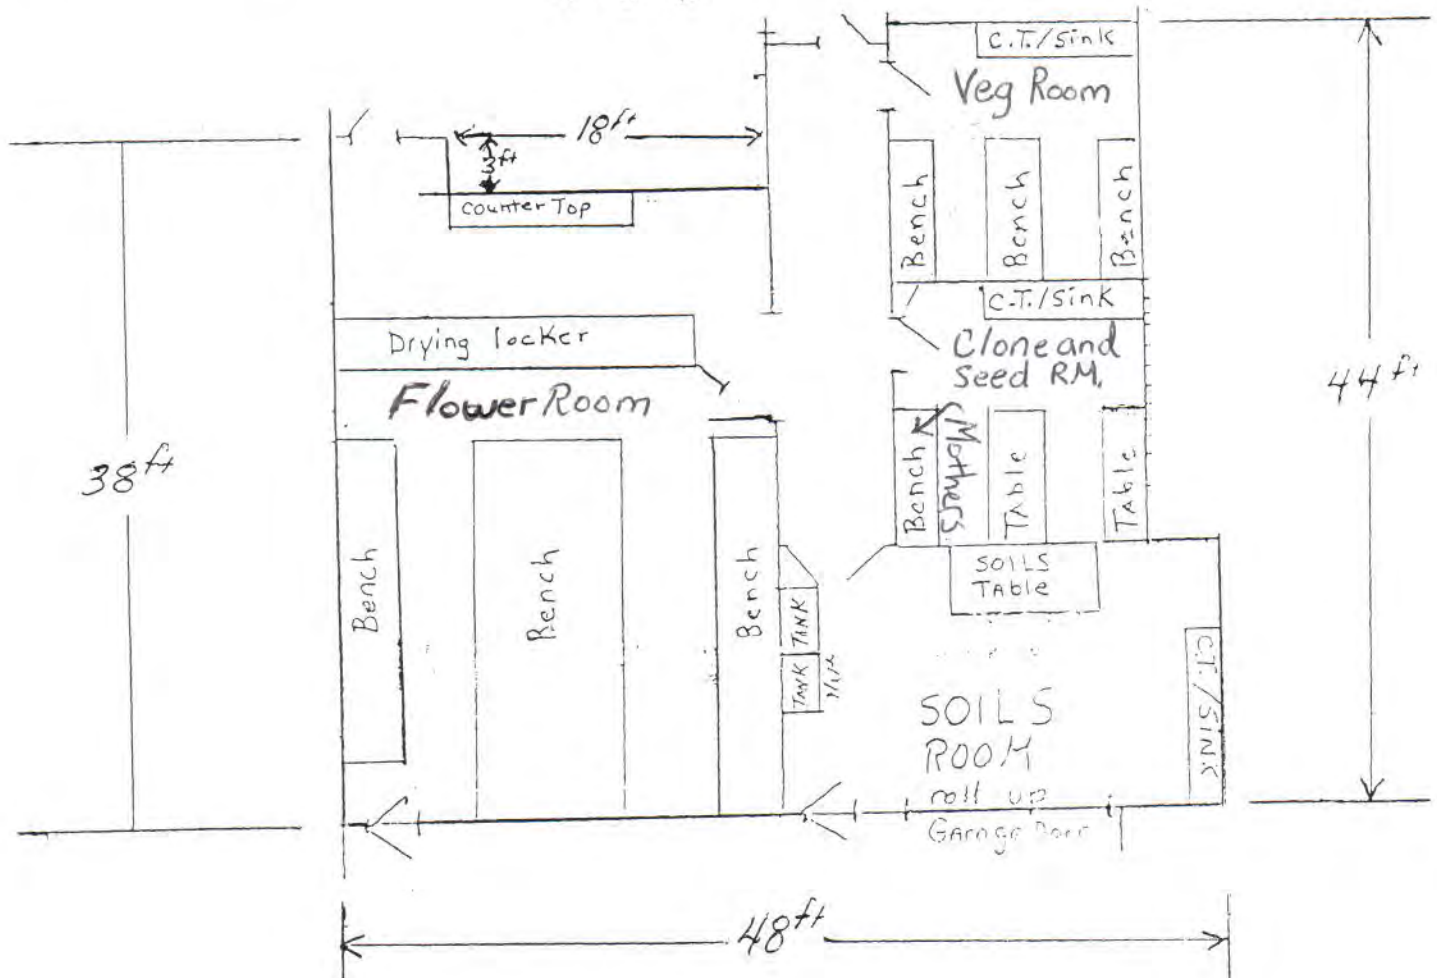 C.T./Sink
Veg Room
18ft
3ft
Counter Top
Bench
Bench
Bench
C.T./Sink
Drying locker
Clone and
Seed RM.
44ft
Flower Room
38ft
Bench
Mothers
Table
Table
Bench
Bench
Bench
SOILS
Table
TANK
TANK
C.T./SINK
SOILS
ROOM
roll up
Garage Door
48ft